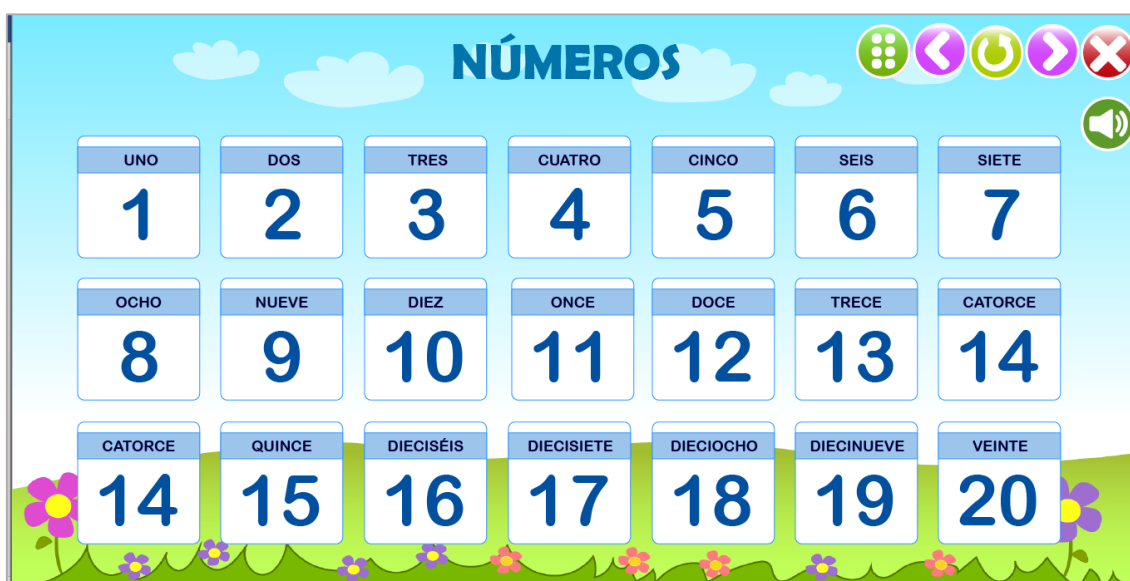 NÚMEROS
UNO DOS TRES CUATRO CINCO SEIS SIETE
1 2 3 4 5 6 7
OCHO NUEVE DIEZ ONCE DOCE TRECE CATORCE
8 9 10 11 12 13 14
CATORCE QUINCE DIECISÉIS DIECISIETE DIECIOCHO DIECINUEVE VEINTE
14 15 16 17 18 19 20